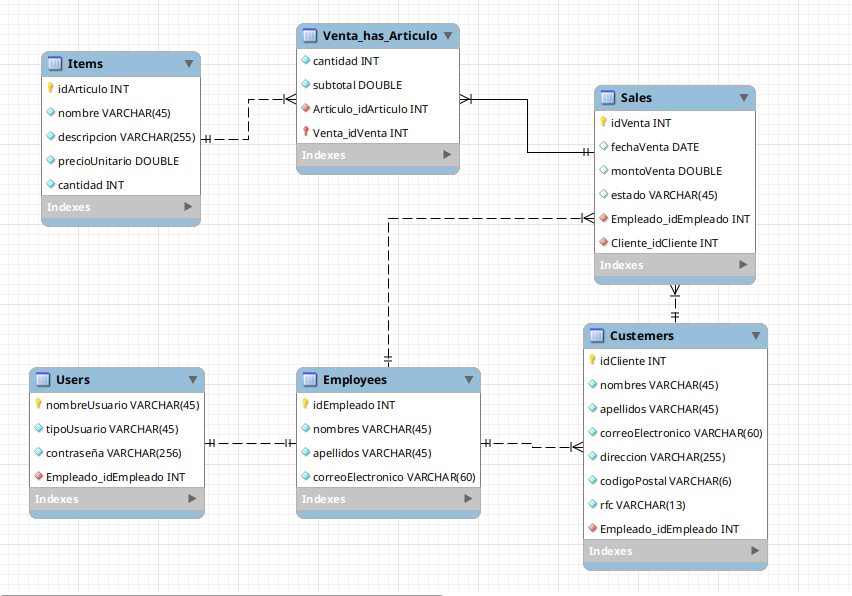 Items
idArticulo INT
nombre VARCHAR(45)
descripcion VARCHAR(255)
precioUnitario DOUBLE
cantidad INT
Indexes
Venta_has_Articulo
cantidad INT
subtotal DOUBLE
Articulo_idArticulo INT
Venta_idVenta INT
Indexes
Sales
idVenta INT
fechaVenta DATE
montoVenta DOUBLE
estado VARCHAR(45)
Empleado_idEmpleado INT
Cliente_idCliente INT
Indexes
Users
nombreUsuario VARCHAR(45)
tipoUsuario VARCHAR(45)
contraseña VARCHAR(256)
Empleado_idEmpleado INT
Indexes
Employees
idEmpleado INT
nombres VARCHAR(45)
apellidos VARCHAR(45)
correoElectronico VARCHAR(60)
Indexes
Custemers
idCliente INT
nombres VARCHAR(45)
apellidos VARCHAR(45)
correoElectronico VARCHAR(60)
direccion VARCHAR(255)
codigoPostal VARCHAR(6)
rfc VARCHAR(13)
Empleado_idEmpleado INT
Indexes